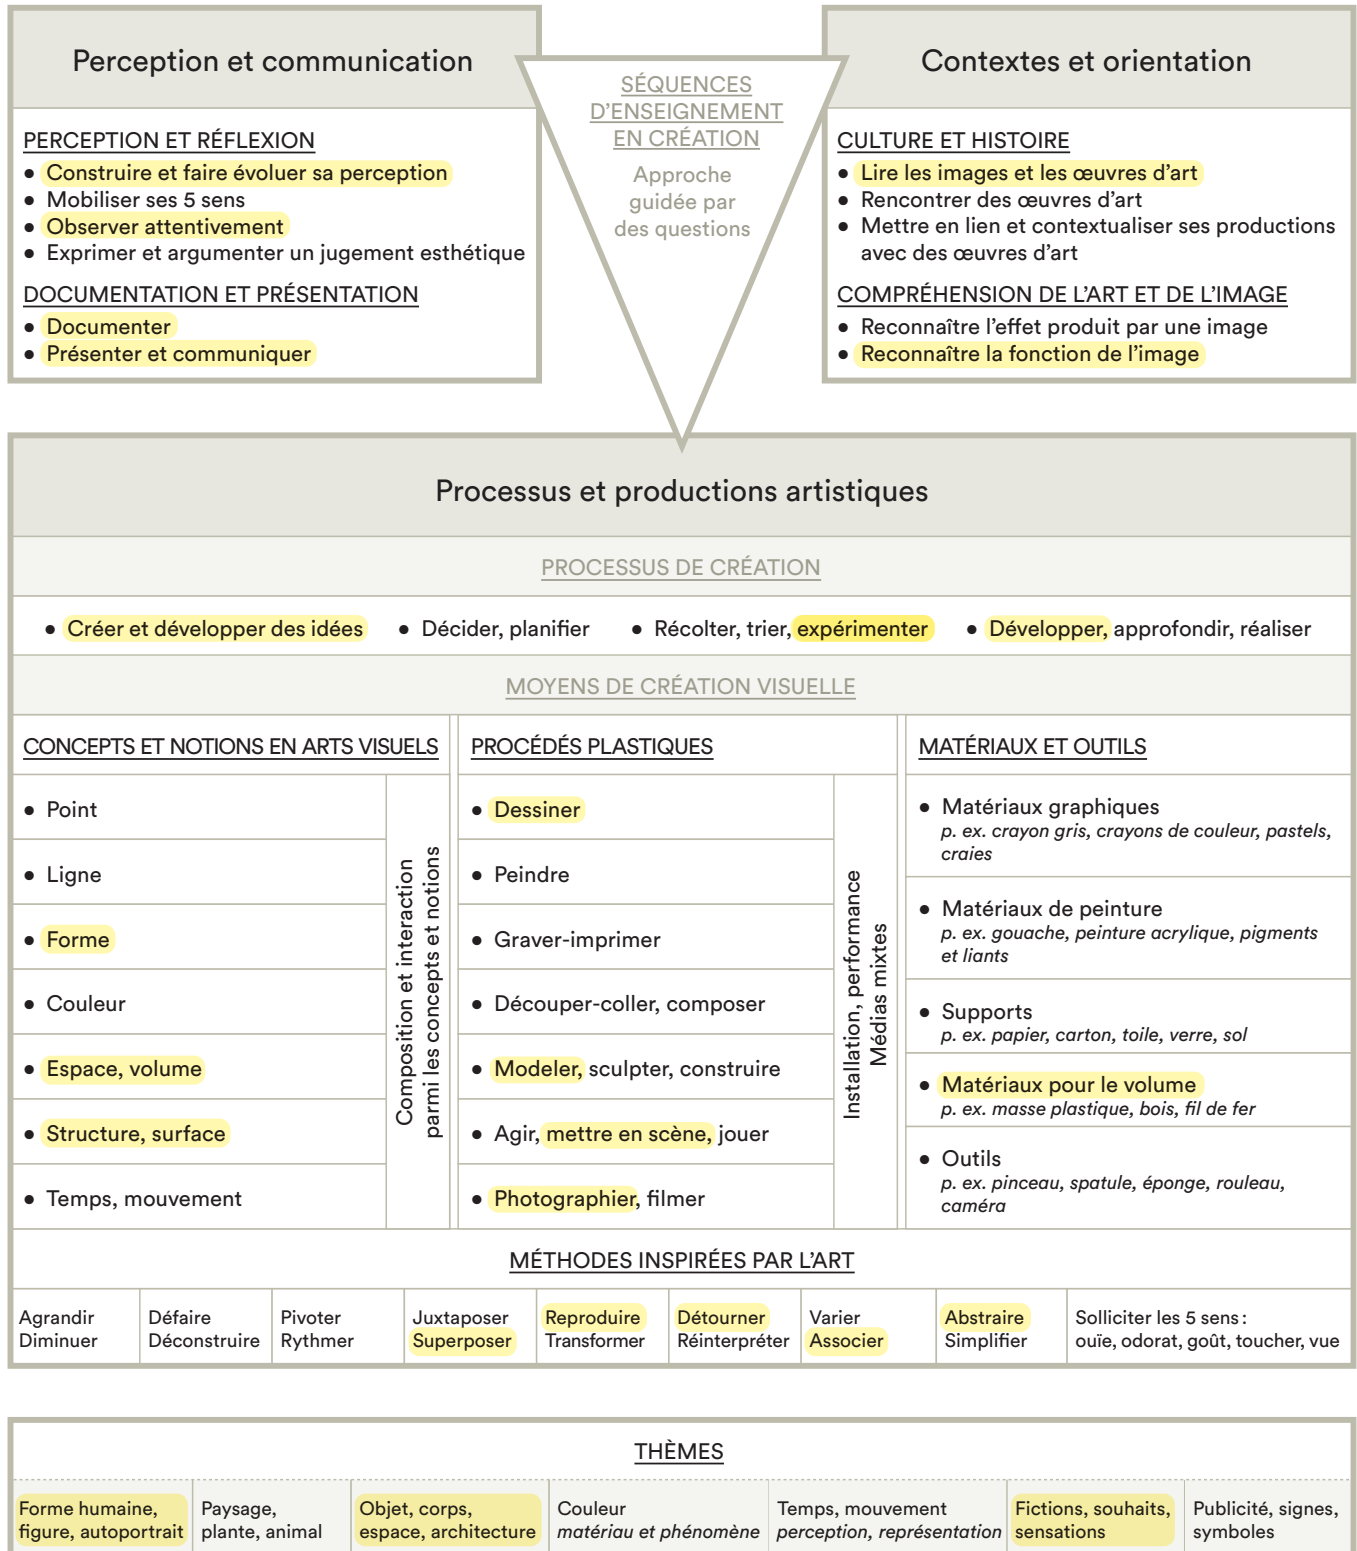 Perception et communication
PERCEPTION ET RÉFLEXION
• Construire et faire évoluer sa perception
• Mobiliser ses 5 sens
• Observer attentivement
• Exprimer et argumenter un jugement esthétique
DOCUMENTATION ET PRÉSENTATION
• Documenter
• Présenter et communiquer
SÉQUENCES
D'ENSEIGNEMENT
EN CRÉATION
Approche
guidée par
des questions
Contextes et orientation
CULTURE ET HISTOIRE
• Lire les images et les œuvres d'art
• Rencontrer des œuvres d'art
• Mettre en lien et contextualiser ses productions
avec des œuvres d'art
COMPRÉHENSION DE L'ART ET DE L'IMAGE
• Reconnaître l'effet produit par une image
• Reconnaître la fonction de l'image
Processus et productions artistiques
PROCESSUS DE CRÉATION
• Créer et développer des idées • Décider, planifier • Récolter, trier, expérimenter • Développer, approfondir, réaliser
MOYENS DE CRÉATION VISUELLE
CONCEPTS ET NOTIONS EN ARTS VISUELS
• Point
• Ligne
• Forme
• Couleur
• Espace, volume
• Structure, surface
• Temps, mouvement
Composition et interaction
parmi les concepts et notions
PROCÉDÉS PLASTIQUES
• Dessiner
• Peindre
• Graver-imprimer
• Découper-coller, composer
• Modeler, sculpter, construire
• Agir, mettre en scène, jouer
• Photographier, filmer
Installation, performance
Médias mixtes
MATÉRIAUX ET OUTILS
• Matériaux graphiques
p. ex. crayon gris, crayons de couleur, pastels,
craies
• Matériaux de peinture
p. ex. gouache, peinture acrylique, pigments
et liants
• Supports
p. ex. papier, carton, toile, verre, sol
• Matériaux pour le volume
p. ex. masse plastique, bois, fil de fer
• Outils
p. ex. pinceau, spatule, éponge, rouleau,
caméra
MÉTHODES INSPIRÉES PAR L'ART
Agrandir
Diminuer
Défaire
Déconstruire
Pivoter
Rythmer
Juxtaposer
Superposer
Reproduire
Transformer
Détourner
Réinterpréter
Varier
Associer
Abstraire
Simplifier
Solliciter les 5 sens :
ouïe, odorat, goût, toucher, vue
THÈMES
Forme humaine,
figure, autoportrait
Paysage,
plante, animal
Objet, corps,
espace, architecture
Couleur
matériau et phénomène
Temps, mouvement
perception, représentation
Fictions, souhaits,
sensations
Publicité, signes,
symboles